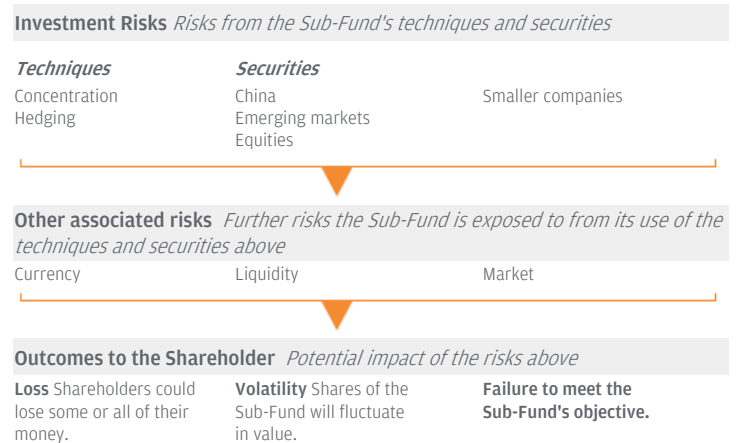 Investment Risks Risks from the Sub-Fund's techniques and securities
Techniques
Concentration
Hedging
Securities
China
Emerging markets
Equities
Smaller companies
Other associated risks Further risks the Sub-Fund is exposed to from its use of the
techniques and securities above
Currency
Liquidity
Market
Outcomes to the Shareholder Potential impact of the risks above
Loss Shareholders could
lose some or all of their
money.
Volatility Shares of the
Sub-Fund will fluctuate
in value.
Failure to meet the
Sub-Fund's objective.